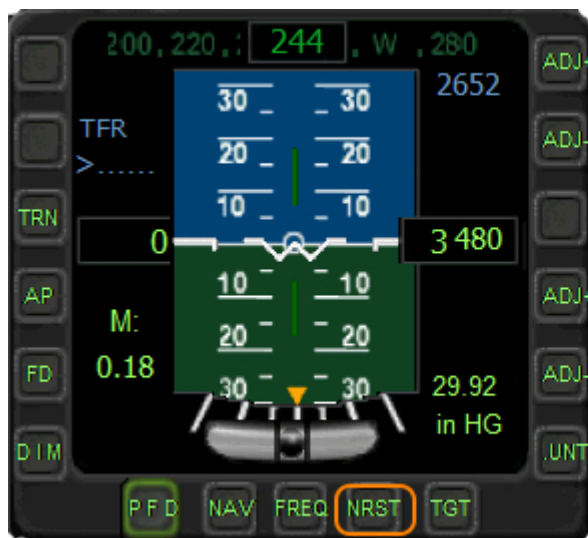 200. 220. 244 . W . 280
ADJ-
2652
30 30
TFR
>......
ADJ-
20 20
10 10
TRN
0
3 480
10 10
AP
ADJ-
M:
20 20
0.18
FD
ADJ-
30 30
29.92
in HG
DIM
.UNT
PFD NAV FREQ NRST TGT